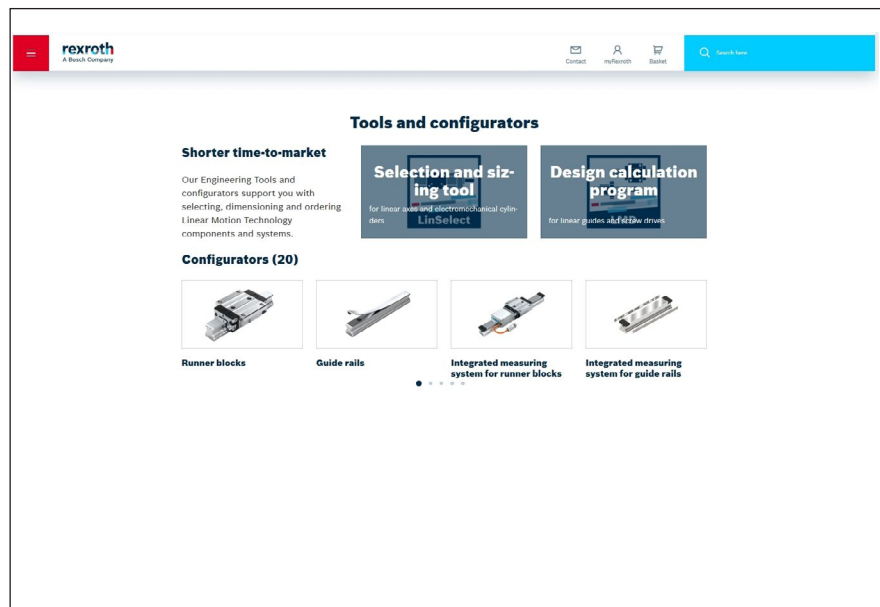 rexroth
A Bosch Company
Contact
myRexroth
Basket
Search here
Tools and configurators
Shorter time-to-market
Our Engineering Tools and
configurators support you with
selecting, dimensioning and ordering
Linear Motion Technology
components and systems.
Selection and siz-
ing tool
for linear axes and electromochanical cylin-
ders
LinSelect
Design calculation
program
for linear guides and screw drives
Configurators (20)
Runner blocks
Guide rails
Integrated measuring
system for runner blocks
Integrated measuring
system for guide rails